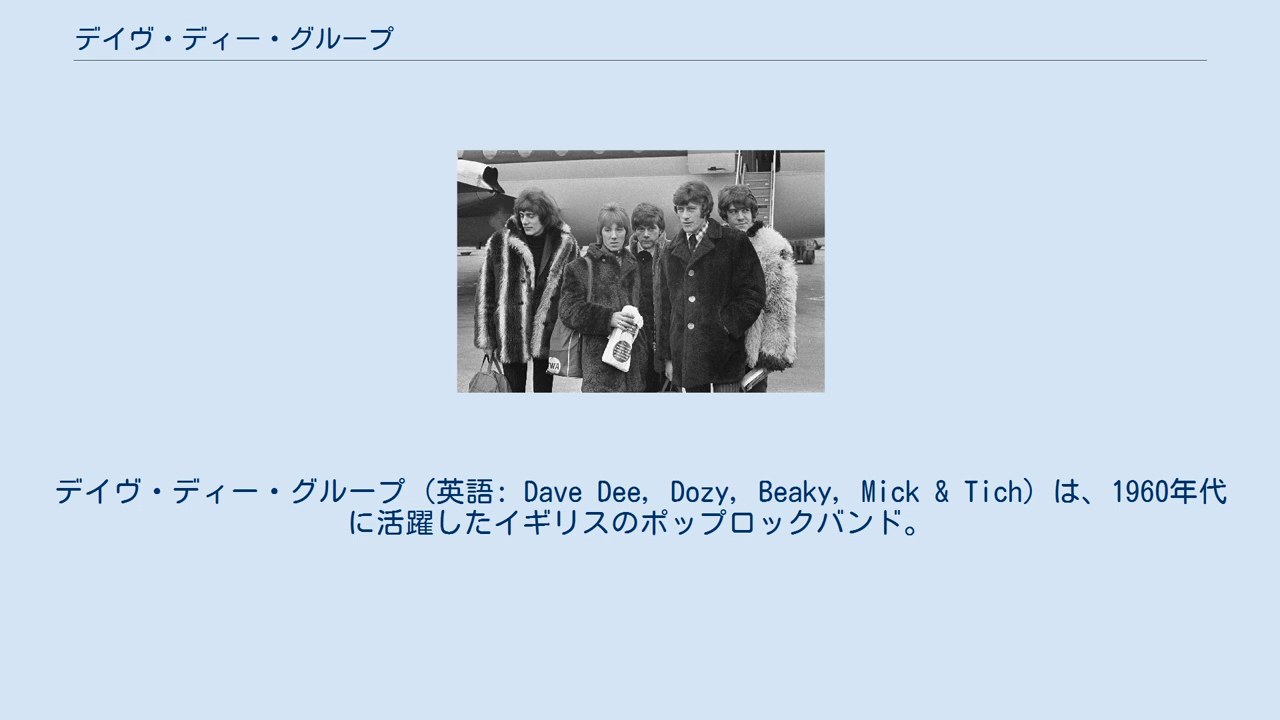 デイヴ・ディー・グループ
デイヴ・ディー・グループ（英語: Dave Dee, Dozy, Beaky, Mick & Tich）は、1960年代
に活躍したイギリスのポップロックバンド。